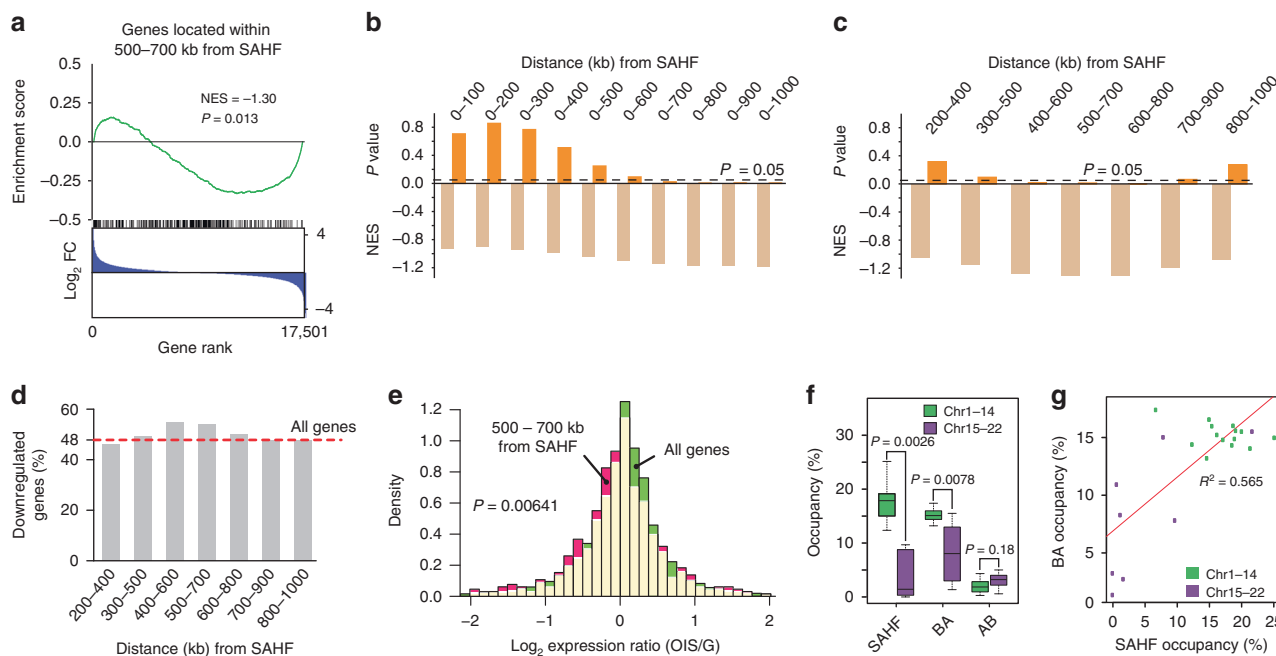 a
Genes located within
500–700 kb from SAHF
0.5
0.25
0.0
−0.25
−0.5
Enrichment score
NES = −1.30
P = 0.013
4
−4
Log2 FC
0
17,501
Gene rank
b
Distance (kb) from SAHF
0–100
0–200
0–300
0–400
0–500
0–600
0–700
0–800
0–900
0–1000
0.8
0.4
0.0
−0.4
−0.8
−1.2
P value
NES
P = 0.05
c
Distance (kb) from SAHF
200–400
300–500
400–600
500–700
600–800
700–900
800–1000
0.8
0.4
0.0
−0.4
−0.8
−1.2
P value
NES
P = 0.05
d
60
48
40
20
0
Downregulated
genes (%)
All genes
200–400
300–500
400–600
500–700
600–800
700–900
800–1000
Distance (kb) from SAHF
e
1.2
1.0
0.8
0.6
0.4
0.2
0.0
Density
500 – 700 kb
from SAHF
All genes
P = 0.00641
−2
−1
0
1
2
Log2 expression ratio (OIS/G)
f
Chr1–14
Chr15–22
30
20
10
0
Occupancy (%)
P = 0.0026
P = 0.0078
P = 0.18
SAHF
BA
AB
g
15
10
5
0
BA occupancy (%)
R2 = 0.565
Chr1–14
Chr15–22
0
5
10
15
20
25
SAHF occupancy (%)